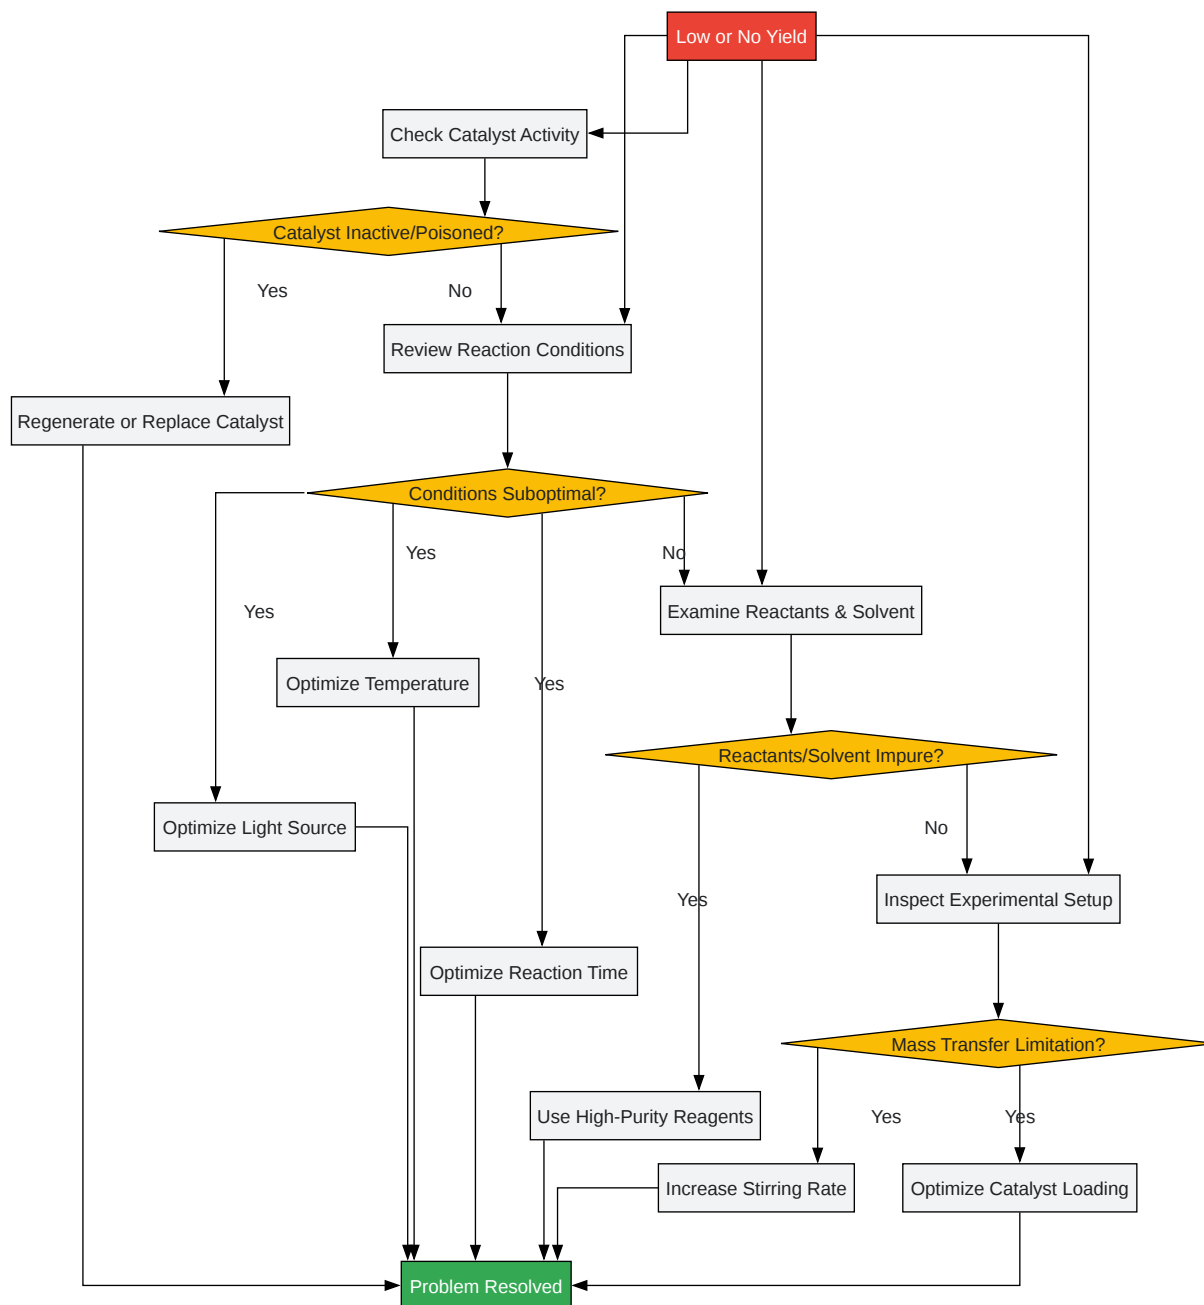 Low or No Yield
Check Catalyst Activity
Catalyst Inactive/Poisoned?
Yes
No
Review Reaction Conditions
Regenerate or Replace Catalyst
Conditions Suboptimal?
Yes
No
Yes
Examine Reactants & Solvent
Optimize Temperature
Yes
Reactants/Solvent Impure?
Optimize Light Source
No
Yes
Inspect Experimental Setup
Optimize Reaction Time
Mass Transfer Limitation?
Use High-Purity Reagents
Yes
Yes
Increase Stirring Rate
Optimize Catalyst Loading
Problem Resolved